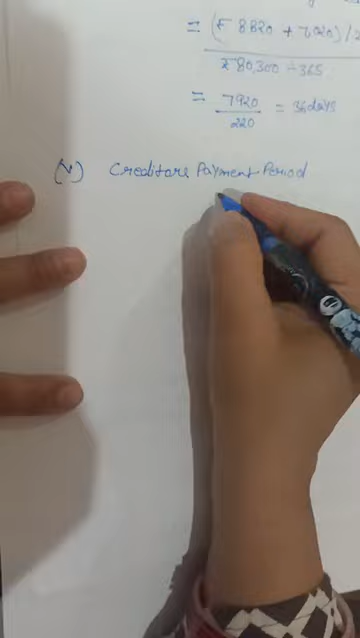 = (₹ 8820 + 7020) / 2
₹ 80,300 ÷ 365
= 7920 = 36 days
220
(V) Creditors Payment Period